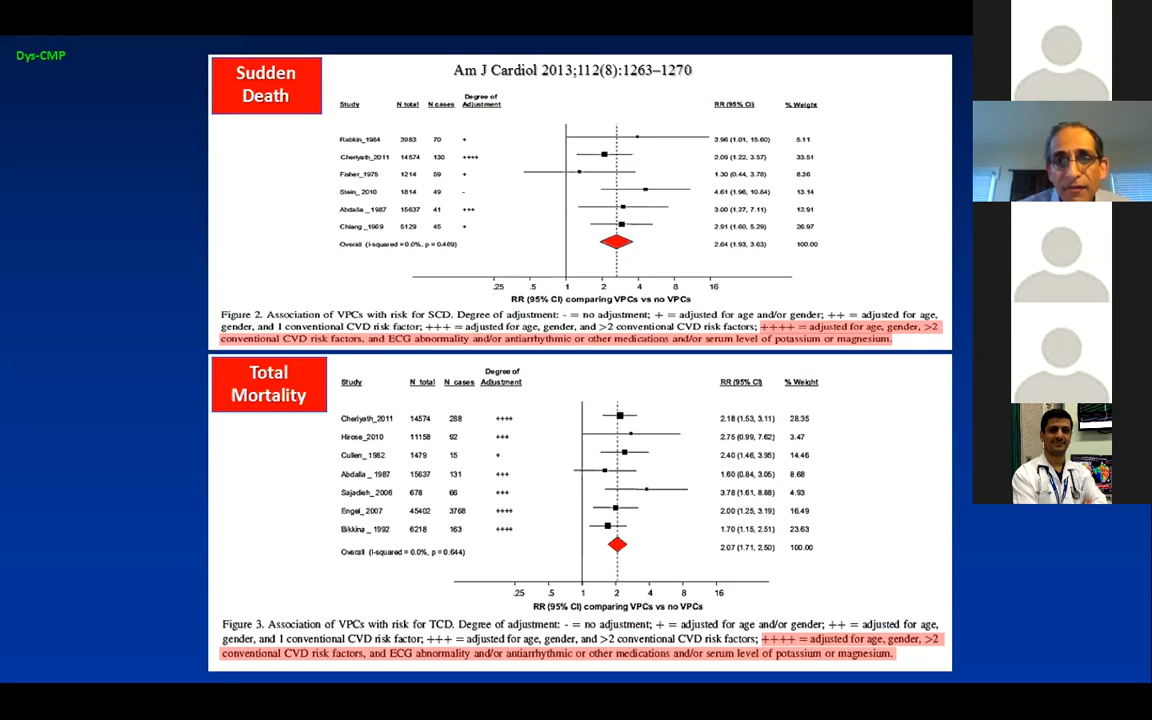 Dys-CMP
Sudden
Death
Am J Cardiol 2013;112(8):1263–1270
Degree of
Study N total N cases Adjustment RR (95% CI) % Weight
Rabkin_1984 3983 70 + 3.96 (1.01, 15.60) 5.11
Cheriyath_2011 14574 130 ++++ 2.09 (1.22, 3.57) 33.51
Fisher_1975 1214 59 + 1.30 (0.44, 3.78) 8.36
Stein_2010 1814 49 - 4.61 (1.96, 10.84) 13.14
Abdalla _1987 15637 41 +++ 3.00 (1.27, 7.11) 12.91
Chiang _1969 5129 45 + 2.91 (1.60, 5.29) 26.97
Overall (I-squared = 0.0%, p = 0.469) 2.64 (1.93, 3.63) 100.00
.25 .5 1 2 4 8 16
RR (95% CI) comparing VPCs vs no VPCs
Figure 2. Association of VPCs with risk for SCD. Degree of adjustment: - = no adjustment; + = adjusted for age and/or gender; ++ = adjusted for age,
gender, and 1 conventional CVD risk factor; +++ = adjusted for age, gender, and >2 conventional CVD risk factors; ++++ = adjusted for age, gender, >2
conventional CVD risk factors, and ECG abnormality and/or antiarrhythmic or other medications and/or serum level of potassium or magnesium.
Total
Mortality
Degree of
Study N total N cases Adjustment RR (95% CI) % Weight
Cheriyath_2011 14574 288 ++++ 2.18 (1.53, 3.11) 28.35
Hirose_2010 11158 92 +++ 2.75 (0.99, 7.62) 3.47
Cullen_1982 1479 15 + 2.40 (1.46, 3.95) 14.46
Abdalla _ 1987 15637 131 +++ 1.60 (0.84, 3.05) 8.68
Sajadieh_2006 678 66 +++ 3.78 (1.61, 8.88) 4.93
Engel_2007 45402 3768 ++++ 2.00 (1.25, 3.19) 16.49
Bikkina _ 1992 6218 163 ++++ 1.70 (1.15, 2.51) 23.63
Overall (I-squared = 0.0%, p = 0.644) 2.07 (1.71, 2.50) 100.00
.25 .5 1 2 4 8 16
RR (95% CI) comparing VPCs vs no VPCs
Figure 3. Association of VPCs with risk for TCD. Degree of adjustment: - = no adjustment; + = adjusted for age and/or gender; ++ = adjusted for age,
gender, and 1 conventional CVD risk factor; +++ = adjusted for age, gender, and >2 conventional CVD risk factors; ++++ = adjusted for age, gender, >2
conventional CVD risk factors, and ECG abnormality and/or antiarrhythmic or other medications and/or serum level of potassium or magnesium.